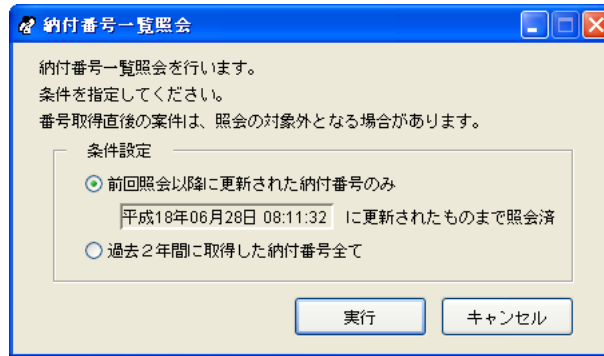 納付番号一覧照会
納付番号一覧照会を行います。
条件を指定してください。
番号取得直後の案件は、照会の対象外となる場合があります。
条件設定
前回照会以降に更新された納付番号のみ
平成18年06月28日 08:11:32 に更新されたものまで照会済
過去２年間に取得した納付番号全て
実行 キャンセル